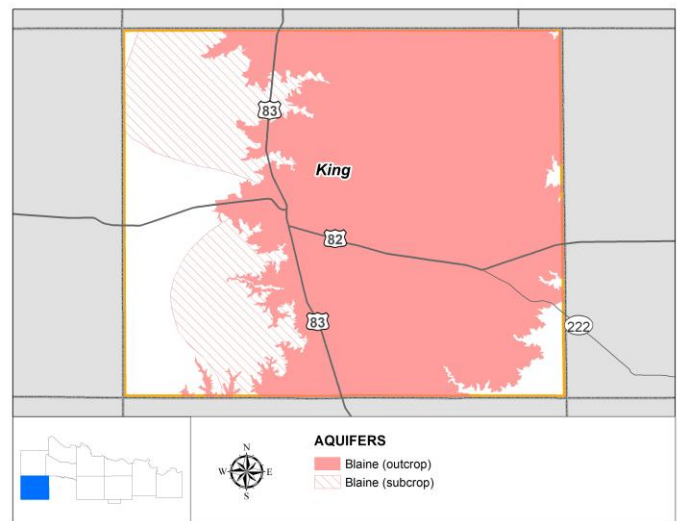 83
King
82
83
222
N
W E
S
AQUIFERS
Blaine (outcrop)
Blaine (subcrop)